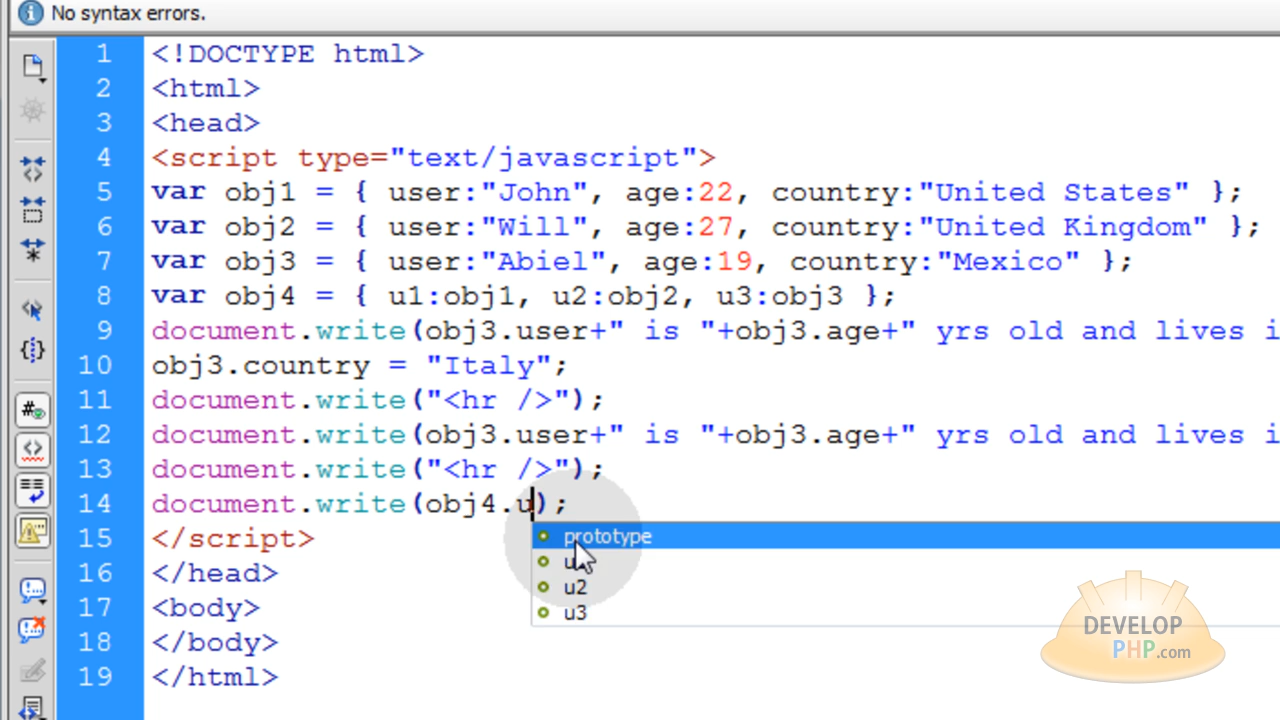 No syntax errors.
1 <!DOCTYPE html>
2 <html>
3 <head>
4 <script type="text/javascript">
5 var obj1 = { user:"John", age:22, country:"United States" };
6 var obj2 = { user:"Will", age:27, country:"United Kingdom" };
7 var obj3 = { user:"Abiel", age:19, country:"Mexico" };
8 var obj4 = { u1:obj1, u2:obj2, u3:obj3 };
9 document.write(obj3.user+" is "+obj3.age+" yrs old and lives i
10 obj3.country = "Italy";
11 document.write("<hr />");
12 document.write(obj3.user+" is "+obj3.age+" yrs old and lives i
13 document.write("<hr />");
14 document.write(obj4.u);
prototype
u2
u3
15 </script>
16 </head>
17 <body>
18 </body>
19 </html>
DEVELOP
PHP.com